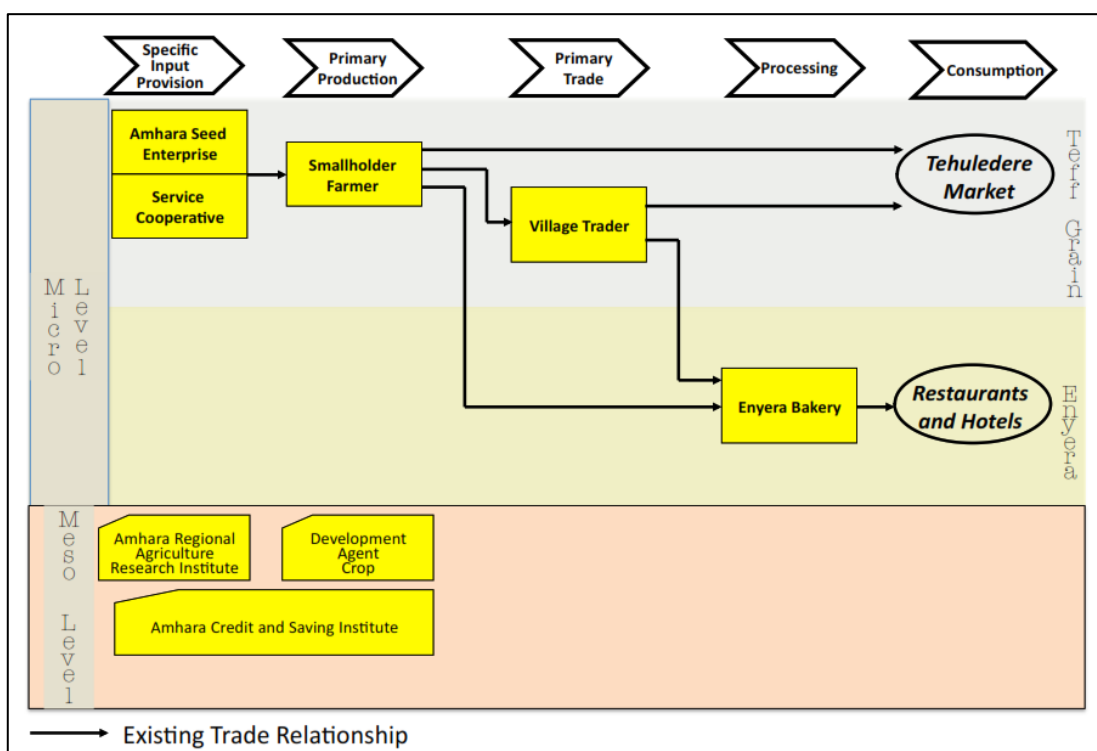 Specific
Input
Provision
Primary
Production
Primary
Trade
Processing
Consumption
Micro
Level
Amhara Seed
Enterprise
Service
Cooperative
Smallholder
Farmer
Village Trader
Tehuledere
Market
Teff Grain
Enyera Bakery
Restaurants
and Hotels
Enyera
Meso Level
Amhara Regional
Agriculture
Research Institute
Development
Agent
Crop
Amhara Credit and Saving Institute
Existing Trade Relationship